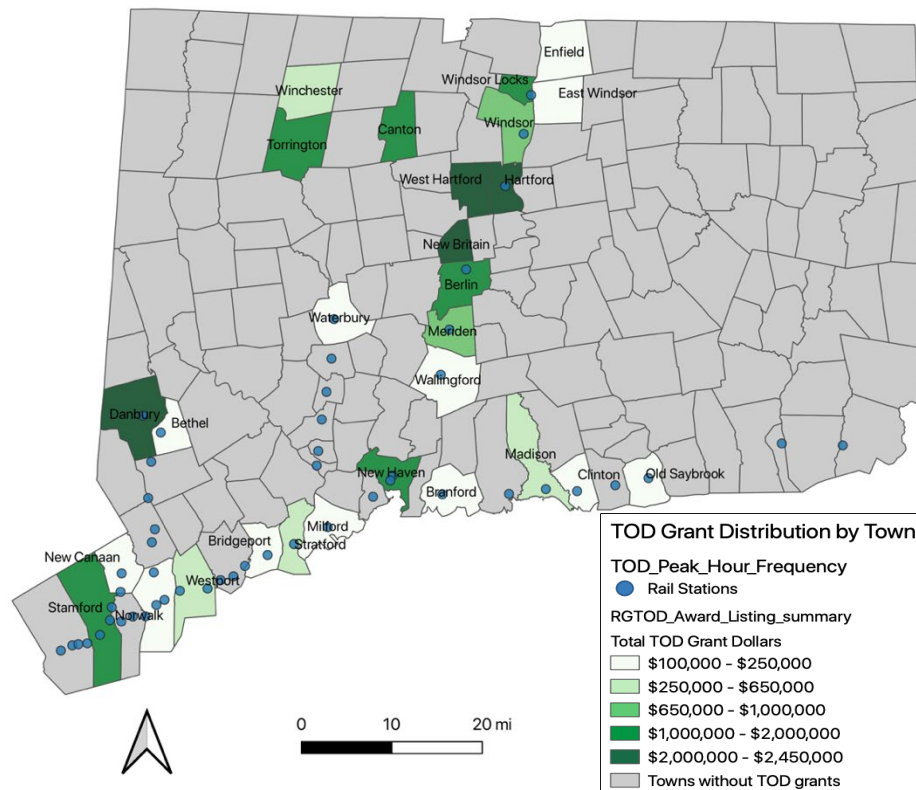 Enfield
Windsor Locks
Winchester
East Windsor
Canton
Windsor
Torrington
West Hartford
Hartford
New Britain
Berlin
Waterbury
Meriden
Wallingford
Danbury
Bethel
Madison
New Haven
Clinton
Old Saybrook
Branford
Milford
Bridgeport
Stratford
New Canaan
Westport
Stamford
Norwalk
TOD Grant Distribution by Town
TOD_Peak_Hour_Frequency
Rail Stations
RGTOD_Award_Listing_summary
Total TOD Grant Dollars
$100,000 - $250,000
$250,000 - $650,000
$650,000 - $1,000,000
$1,000,000 - $2,000,000
$2,000,000 - $2,450,000
Towns without TOD grants
0 10 20 mi